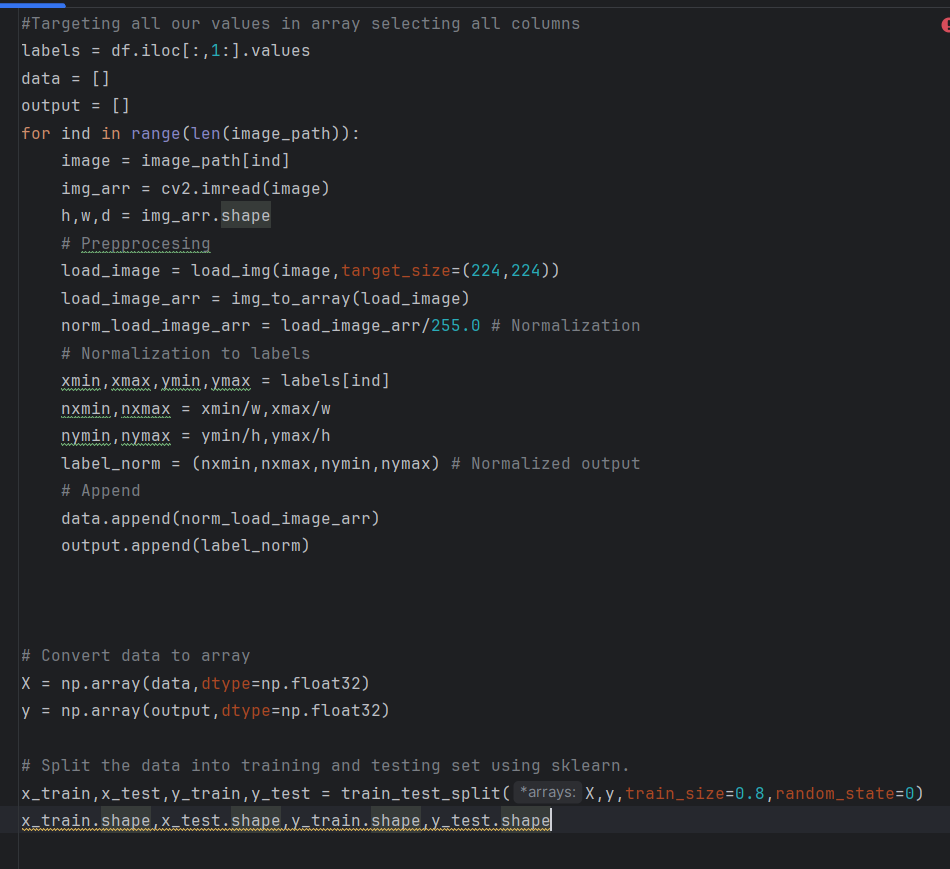 #Targeting all our values in array selecting all columns
labels = df.iloc[:,1:].values
data = []
output = []
for ind in range(len(image_path)):
    image = image_path[ind]
    img_arr = cv2.imread(image)
    h,w,d = img_arr.shape
    # Prepprocesing
    load_image = load_img(image,target_size=(224,224))
    load_image_arr = img_to_array(load_image)
    norm_load_image_arr = load_image_arr/255.0 # Normalization
    # Normalization to labels
    xmin,xmax,ymin,ymax = labels[ind]
    nxmin,nxmax = xmin/w,xmax/w
    nymin,nymax = ymin/h,ymax/h
    label_norm = (nxmin,nxmax,nymin,nymax) # Normalized output
    # Append
    data.append(norm_load_image_arr)
    output.append(label_norm)
# Convert data to array
X = np.array(data,dtype=np.float32)
y = np.array(output,dtype=np.float32)
# Split the data into training and testing set using sklearn.
x_train,x_test,y_train,y_test = train_test_split( *arrays: X,y,train_size=0.8,random_state=0)
x_train.shape,x_test.shape,y_train.shape,y_test.shape